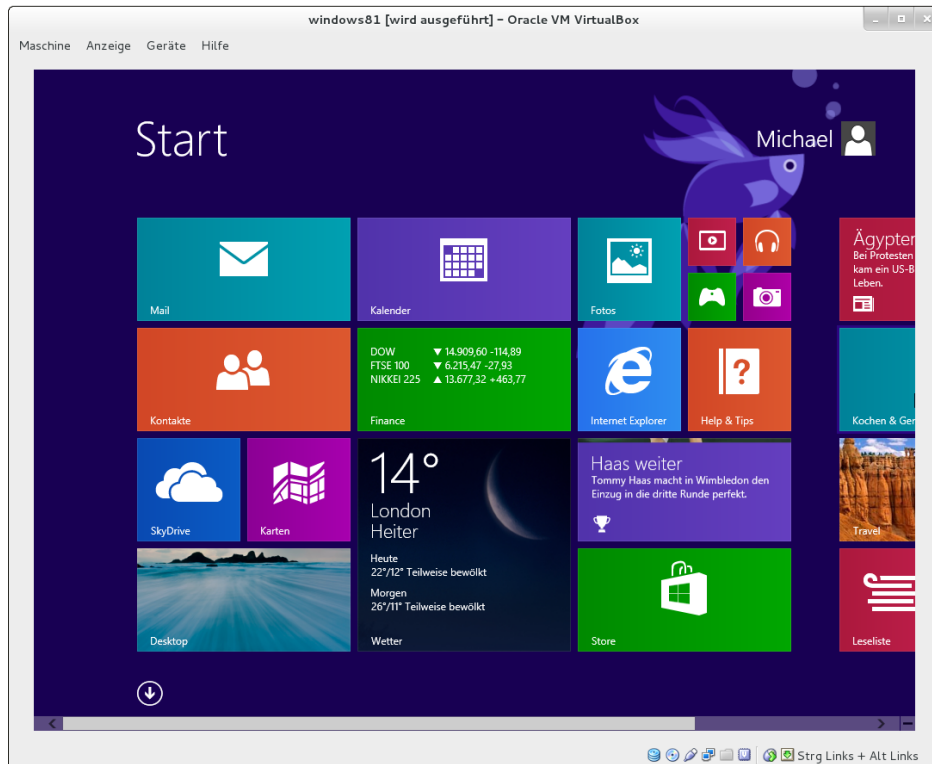 windows81 [wird ausgeführt] – Oracle VM VirtualBox
Maschine Anzeige Geräte Hilfe
Start
Michael
Mail
Kalender
Fotos
Ägypten
Bei Protesten
kam ein US-B
Leben.
Kontakte
DOW ▼ 14.909,60 -114,89
FTSE 100 ▼ 6.215,47 -27,93
NIKKEI 225 ▲ 13.677,32 +463,77
Finance
Internet Explorer
Help & Tips
Kochen & Ger
SkyDrive
Karten
14°
London
Heiter
Heute
22°/12° Teilweise bewölkt
Morgen
26°/11° Teilweise bewölkt
Wetter
Haas weiter
Tommy Haas macht in Wimbledon den
Einzug in die dritte Runde perfekt.
Travel
Desktop
Store
Leseliste
Strg Links + Alt Links